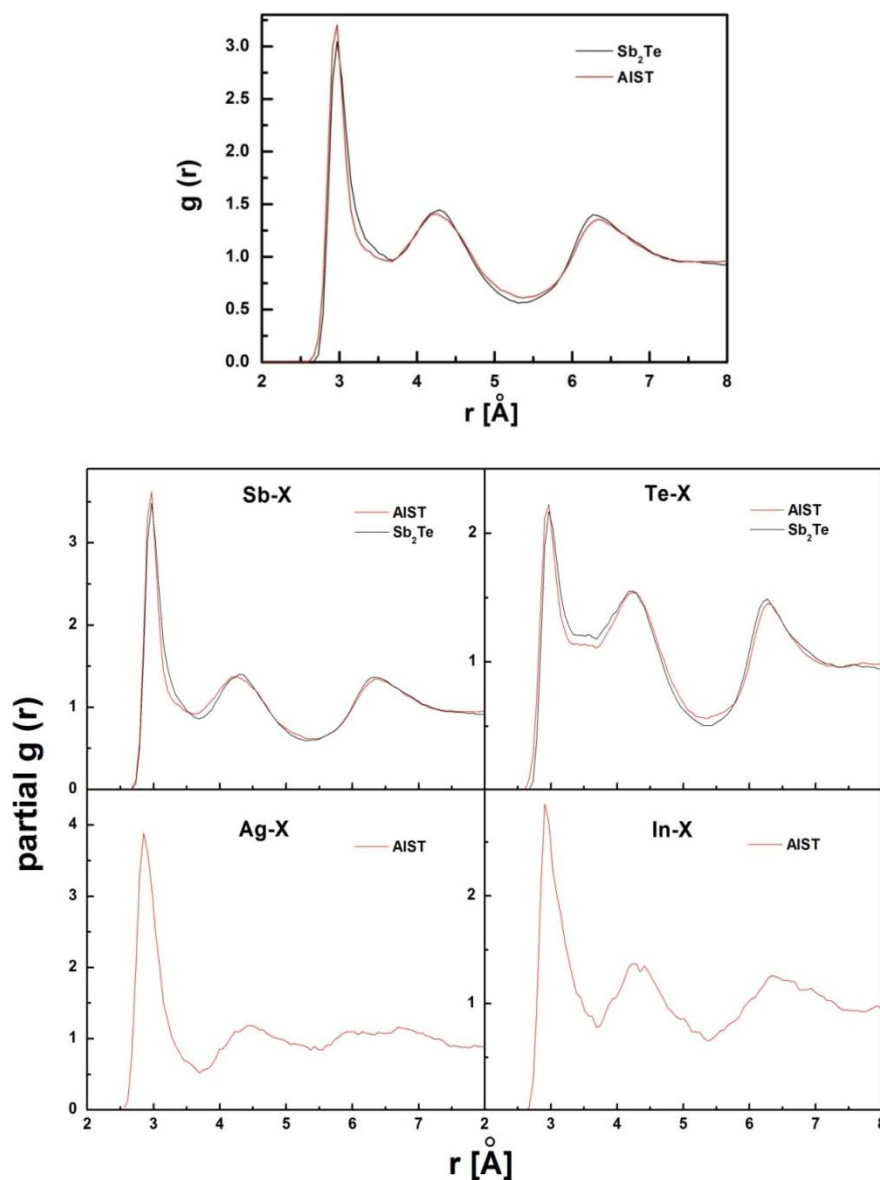 3.0
2.5
2.0
1.5
1.0
0.5
0.0
g (r)
Sb₂Te
AIST
2 3 4 5 6 7 8
r [Å]
partial g (r)
Sb-X
AIST
Sb₂Te
3
2
1
0
Te-X
AIST
Sb₂Te
2
1
Ag-X
AIST
4
3
2
1
0
In-X
AIST
2
1
2 3 4 5 6 7 2 3 4 5 6 7 8
r [Å]